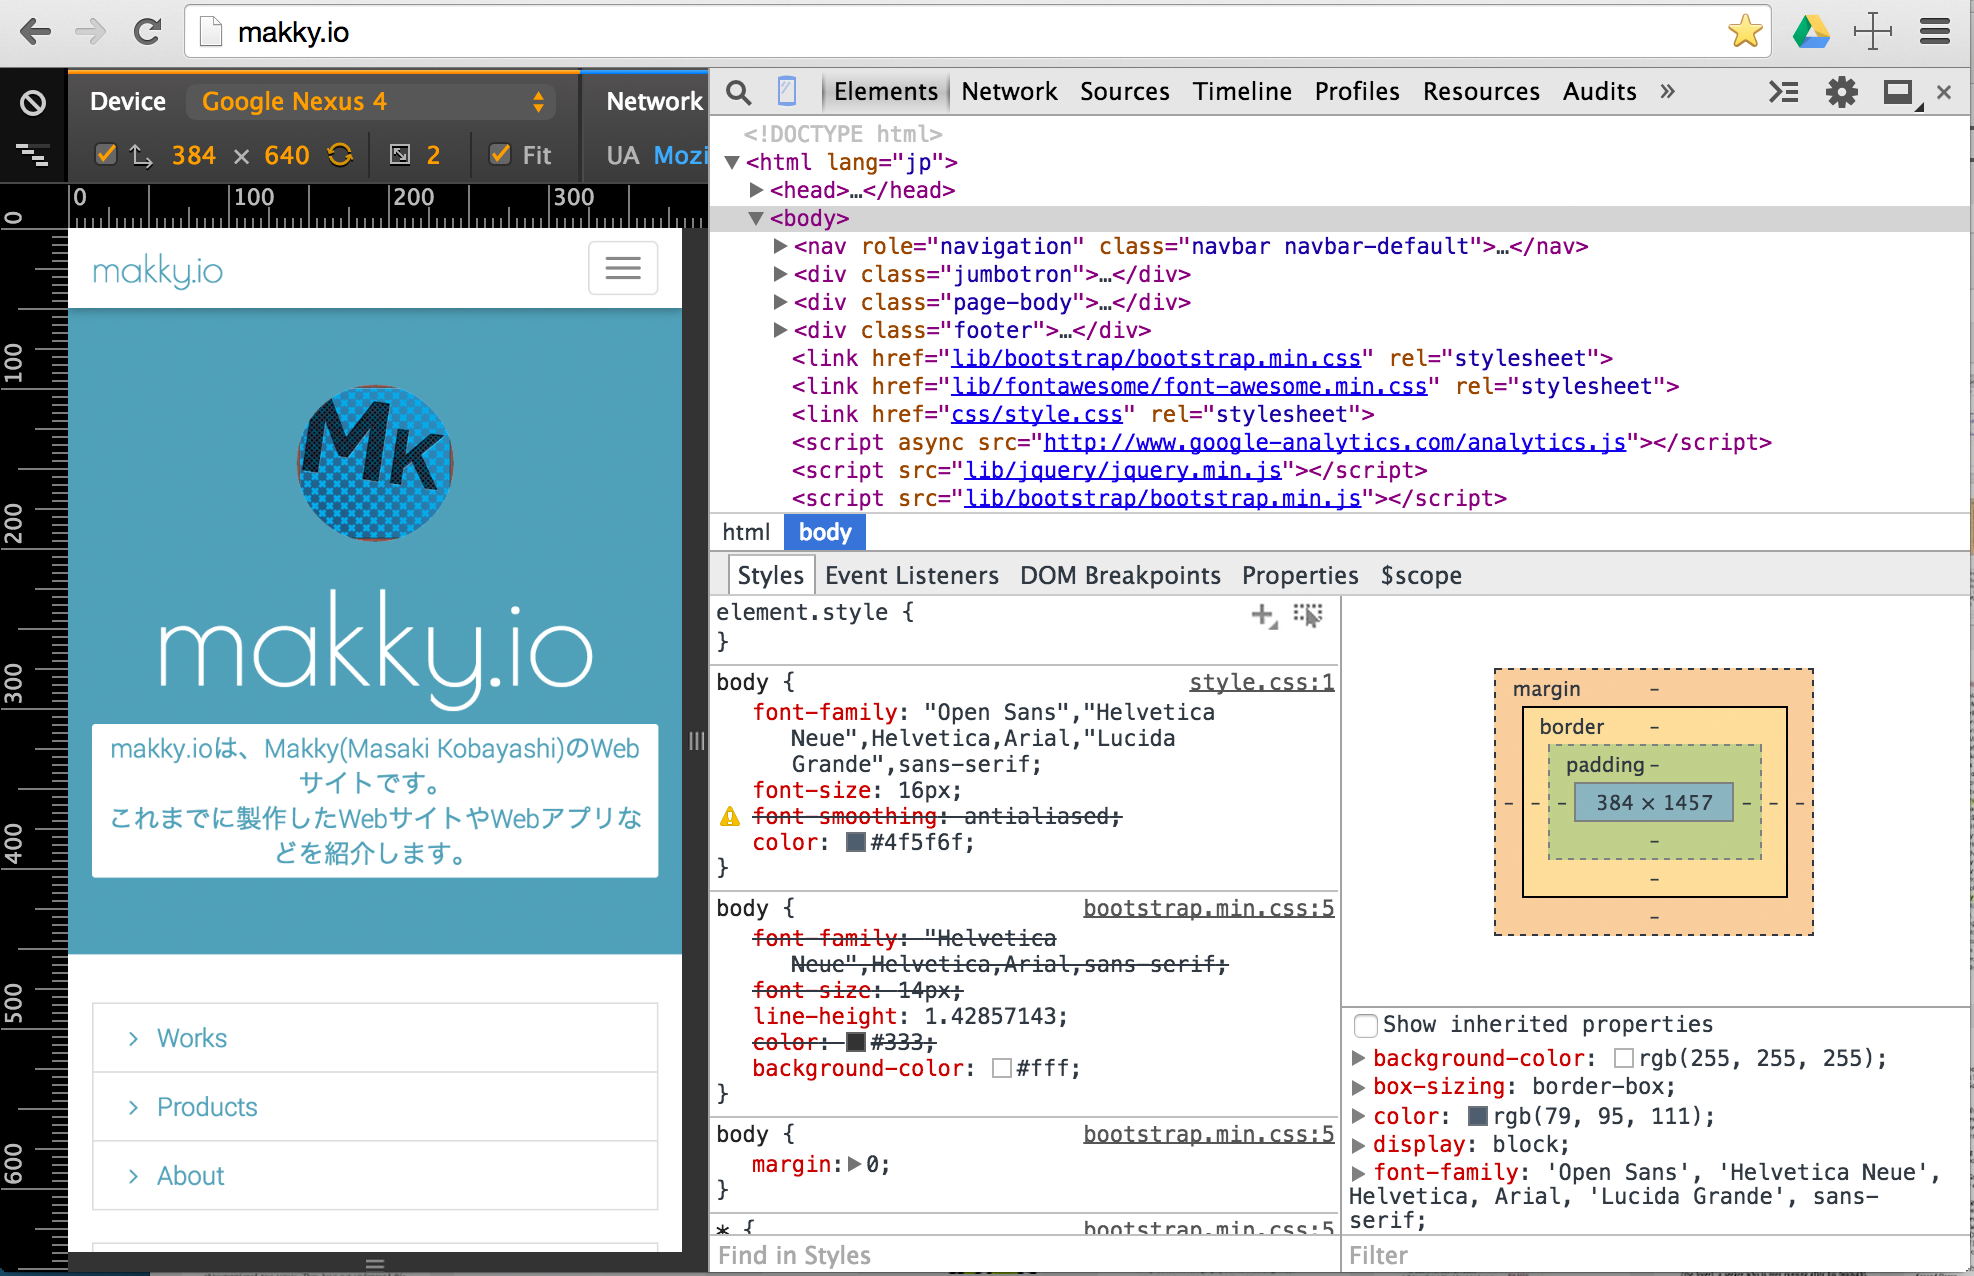 makky.io
Device Google Nexus 4
Network
384 × 640 2 Fit
UA Mozi
0 100 200 300
0
100
200
300
400
500
600
makky.io
MK
makky.io
makky.ioは、Makky(Masaki Kobayashi)のWeb
サイトです。
これまでに製作したWebサイトやWebアプリな
どを紹介します。
Works
Products
About
Elements Network Sources Timeline Profiles Resources Audits »
<!DOCTYPE html>
▼<html lang="jp">
▶<head>…</head>
▼<body>
▶<nav role="navigation" class="navbar navbar-default">…</nav>
▶<div class="jumbotron">…</div>
▶<div class="page-body">…</div>
▶<div class="footer">…</div>
<link href="lib/bootstrap/bootstrap.min.css" rel="stylesheet">
<link href="lib/fontawesome/font-awesome.min.css" rel="stylesheet">
<link href="css/style.css" rel="stylesheet">
<script async src="http://www.google-analytics.com/analytics.js"></script>
<script src="lib/jquery/jquery.min.js"></script>
<script src="lib/bootstrap/bootstrap.min.js"></script>
html body
Styles Event Listeners DOM Breakpoints Properties $scope
element.style {
}
body { style.css:1
font-family: "Open Sans","Helvetica
Neue",Helvetica,Arial,"Lucida
Grande",sans-serif;
font-size: 16px;
font-smoothing: antialiased;
color: #4f5f6f;
}
body { bootstrap.min.css:5
font-family: "Helvetica
Neue",Helvetica,Arial,sans-serif;
font-size: 14px;
line-height: 1.42857143;
color: #333;
background-color: #fff;
}
body { bootstrap.min.css:5
margin:▶0;
}
* { bootstrap.min.css:5
Find in Styles
margin –
border –
padding –
– – – 384 × 1457 – – –
–
–
–
Show inherited properties
▶ background-color: rgb(255, 255, 255);
▶ box-sizing: border-box;
▶ color: rgb(79, 95, 111);
▶ display: block;
▶ font-family: 'Open Sans', 'Helvetica Neue',
Helvetica, Arial, 'Lucida Grande', sans-
serif;
Filter